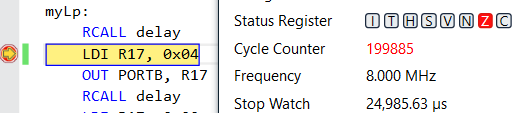 myLp:
RCALL delay
LDI R17, 0x04
OUT PORTB, R17
RCALL delay
Status Register I T H S V N Z C
Cycle Counter 199885
Frequency 8.000 MHz
Stop Watch 24,985.63 µs